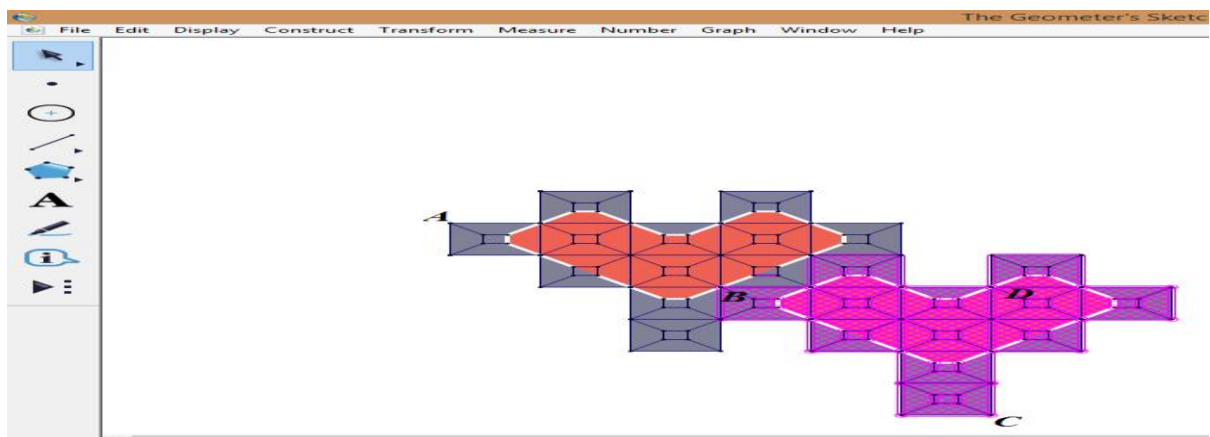 The Geometer's Sketc
File Edit Display Construct Transform Measure Number Graph Window Help
A
A
B
D
C